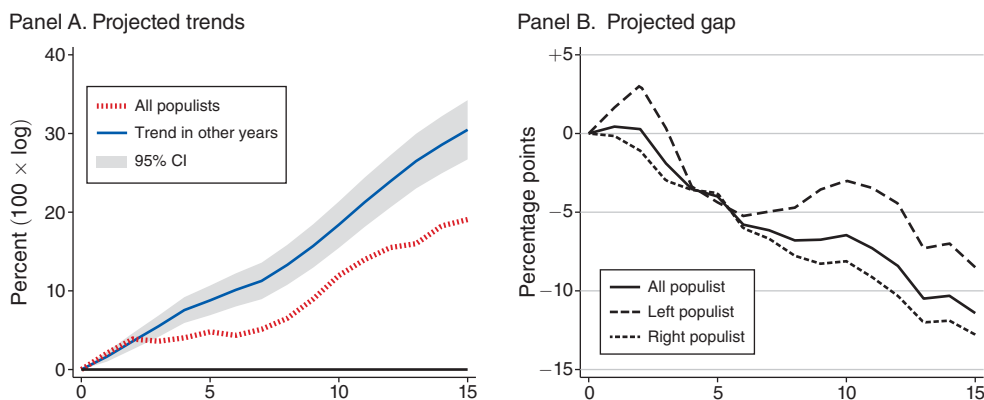 Panel A. Projected trends
Percent (100 × log)
40
30
20
10
0
All populists
Trend in other years
95% CI
0 5 10 15
Panel B. Projected gap
Percentage points
+5
0
−5
−10
−15
All populist
Left populist
Right populist
0 5 10 15